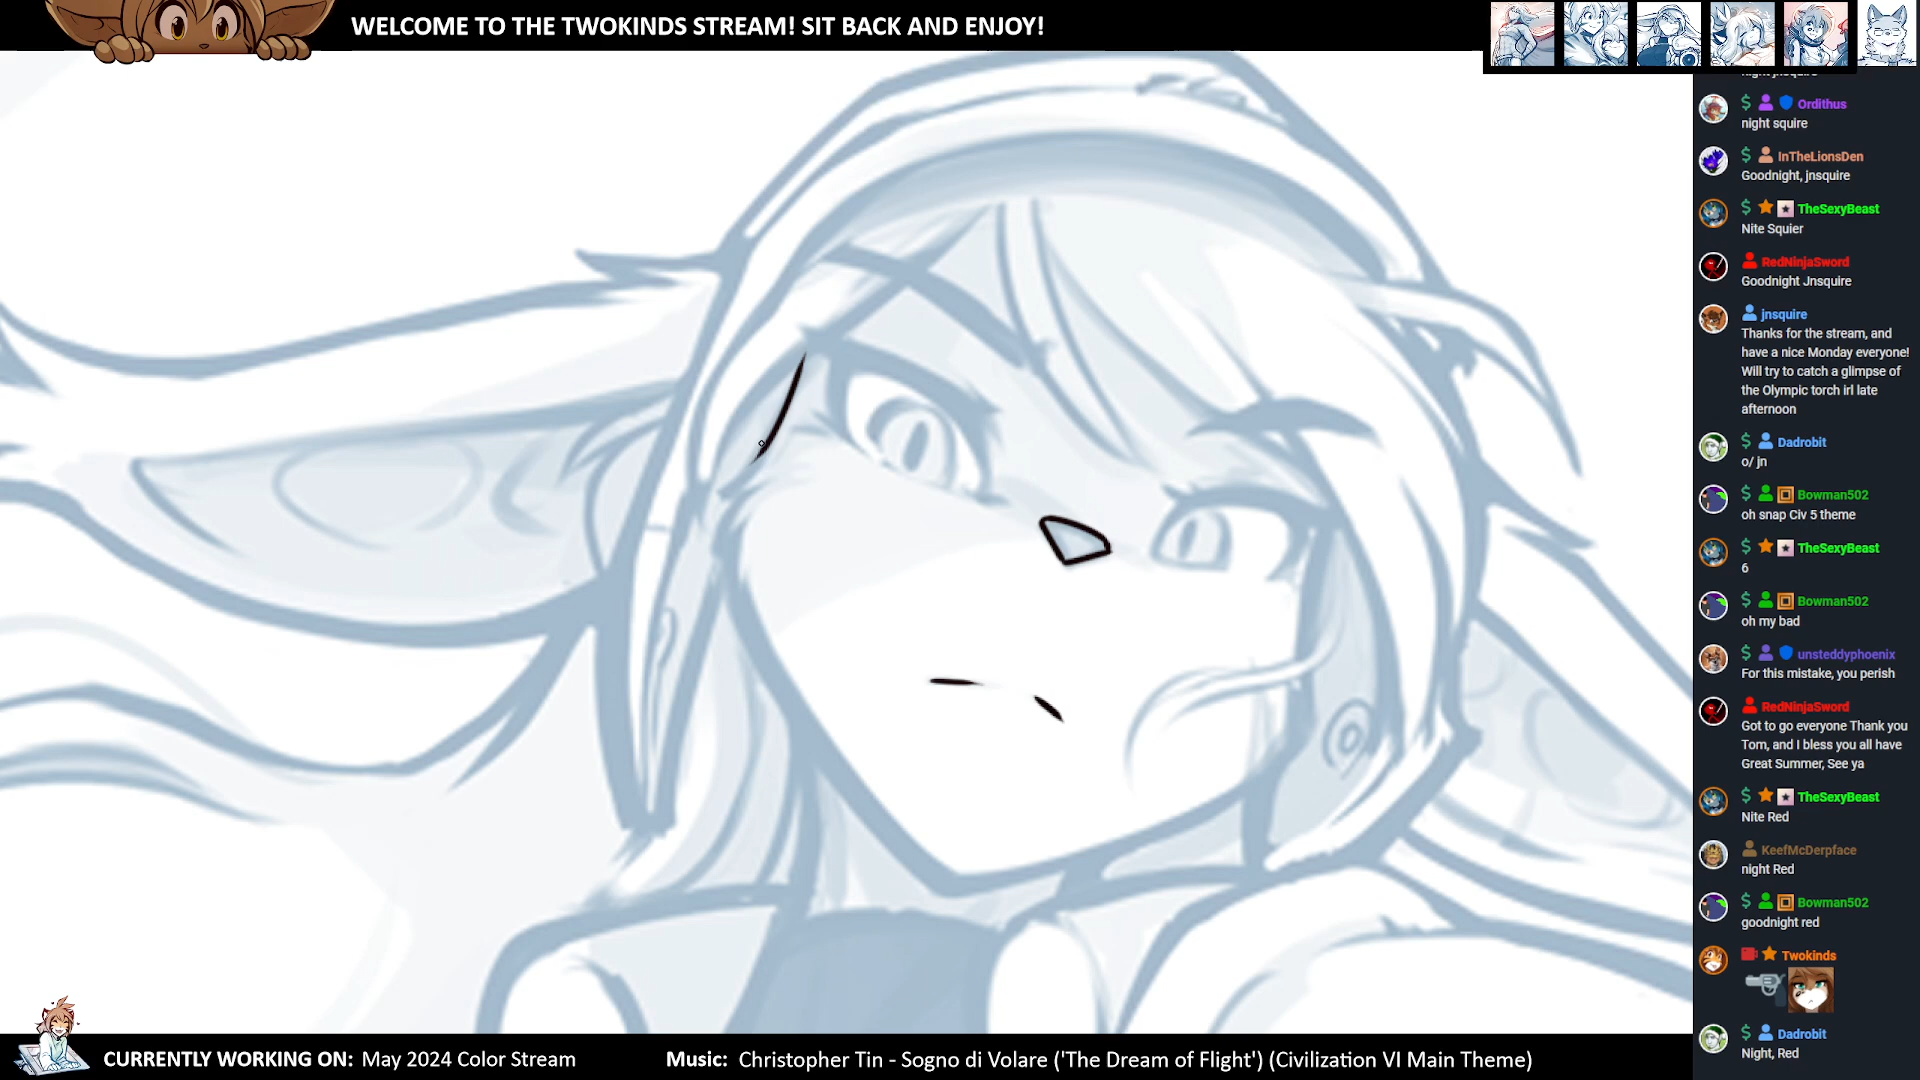 WELCOME TO THE TWOKINDS STREAM! SIT BACK AND ENJOY!
Ordithus
night squire
InTheLionsDen
Goodnight, jnsquire
TheSexyBeast
Nite Squier
RedNinjaSword
Goodnight Jnsquire
jnsquire
Thanks for the stream, and
have a nice Monday everyone!
Will try to catch a glimpse of
the Olympic torch irl late
afternoon
Dadrobit
o/ jn
Bowman502
oh snap Civ 5 theme
TheSexyBeast
6
Bowman502
oh my bad
unsteddyphoenix
For this mistake, you perish
RedNinjaSword
Got to go everyone Thank you
Tom, and I bless you all have
Great Summer, See ya
TheSexyBeast
Nite Red
KeefMcDerpface
night Red
Bowman502
goodnight red
Twokinds
Dadrobit
Night, Red
CURRENTLY WORKING ON: May 2024 Color Stream
Music: Christopher Tin - Sogno di Volare ('The Dream of Flight') (Civilization VI Main Theme)